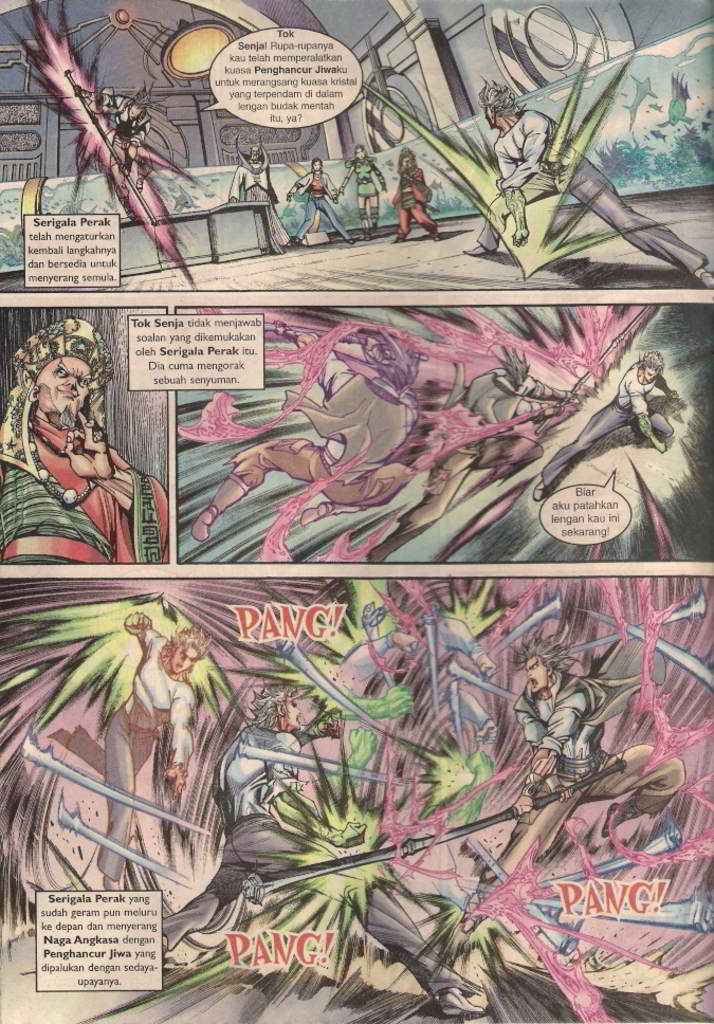 Tok
Senja! Rupa-rupanya
kau telah memperalatkan
kuasa Penghancur Jiwaku
untuk merangsang kuasa kristal
yang terpendam di dalam
lengan budak mentah
itu, ya?
Serigala Perak
telah mengaturkan
kembali langkahnya
dan bersedia untuk
menyerang semula.
Tok Senja tidak menjawab
soalan yang dikemukakan
oleh Serigala Perak itu.
Dia cuma mengorak
sebuah senyuman.
Biar
aku patahkan
lengan kau ini
sekarang!
PANG!
Serigala Perak yang
sudah geram pun meluru
ke depan dan menyerang
Naga Angkasa dengan
Penghancur Jiwa yang
dipalukan dengan sedaya-
upayanya.
PANG!
PANG!